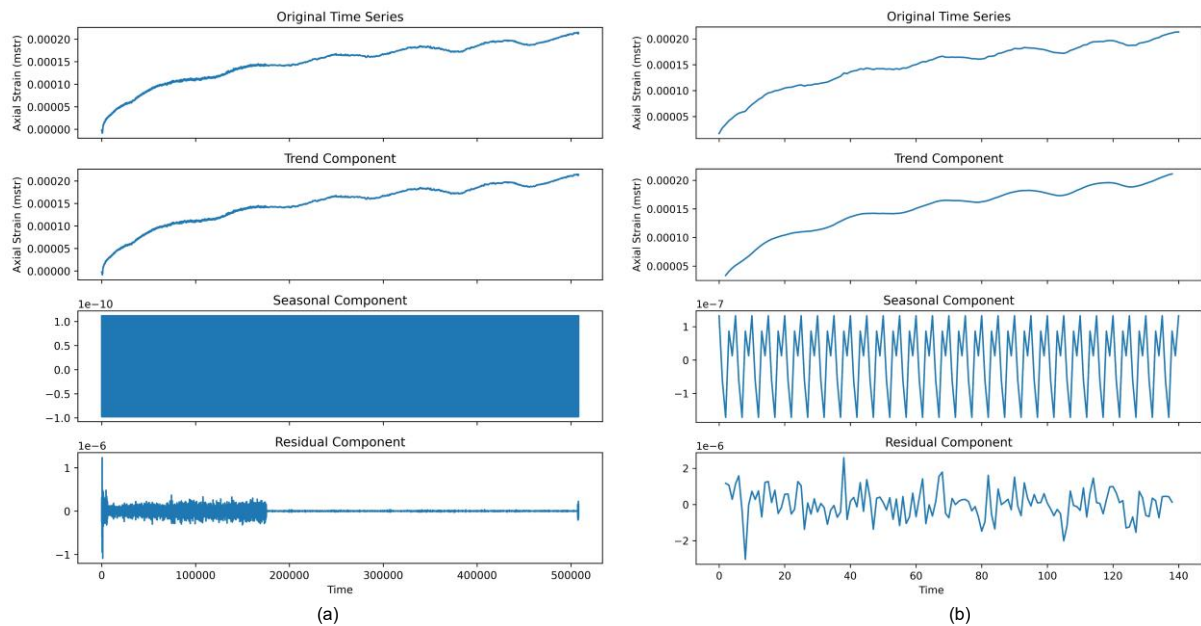 Original Time Series
Axial Strain (mstr)
0.00020
0.00015
0.00010
0.00005
0.00000
Trend Component
Axial Strain (mstr)
0.00020
0.00015
0.00010
0.00005
0.00000
Seasonal Component
1e−10
1.0
0.5
0.0
−0.5
−1.0
Residual Component
1e−6
1
0
−1
0 100000 200000 300000 400000 500000
Time
(a)
Original Time Series
Axial Strain (mstr)
0.00020
0.00015
0.00010
0.00005
Trend Component
Axial Strain (mstr)
0.00020
0.00015
0.00010
0.00005
Seasonal Component
1e−7
1
0
−1
Residual Component
1e−6
2
0
−2
0 20 40 60 80 100 120 140
Time
(b)